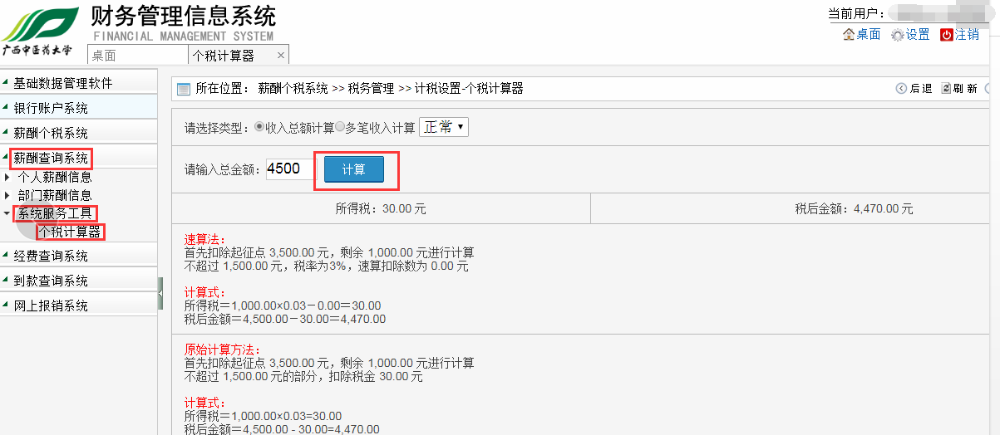 广西中医药大学
财务管理信息系统
FINANCIAL MANAGEMENT SYSTEM
当前用户：
桌面 设置 注销
桌面 个税计算器 ×
基础数据管理软件
银行账户系统
薪酬个税系统
薪酬查询系统
个人薪酬信息
部门薪酬信息
系统服务工具
个税计算器
经费查询系统
到款查询系统
网上报销系统
所在位置： 薪酬个税系统 >> 税务管理 >> 计税设置-个税计算器
后退 刷新
请选择类型： 收入总额计算 多笔收入计算 正常
请输入总金额： 4500 计算
所得税：30.00 元 税后金额：4,470.00 元
速算法：
首先扣除起征点 3,500.00 元，剩余 1,000.00 元进行计算
不超过 1,500.00 元，税率为3%，速算扣除数为 0.00 元
计算式：
所得税＝1,000.00×0.03－0.00＝30.00
税后金额＝4,500.00－30.00＝4,470.00
原始计算方法：
首先扣除起征点 3,500.00 元，剩余 1,000.00 元进行计算
不超过 1,500.00 元的部分，扣除税金 30.00 元
计算式：
所得税＝1,000.00×0.03=30.00
税后金额＝4,500.00 - 30.00=4,470.00